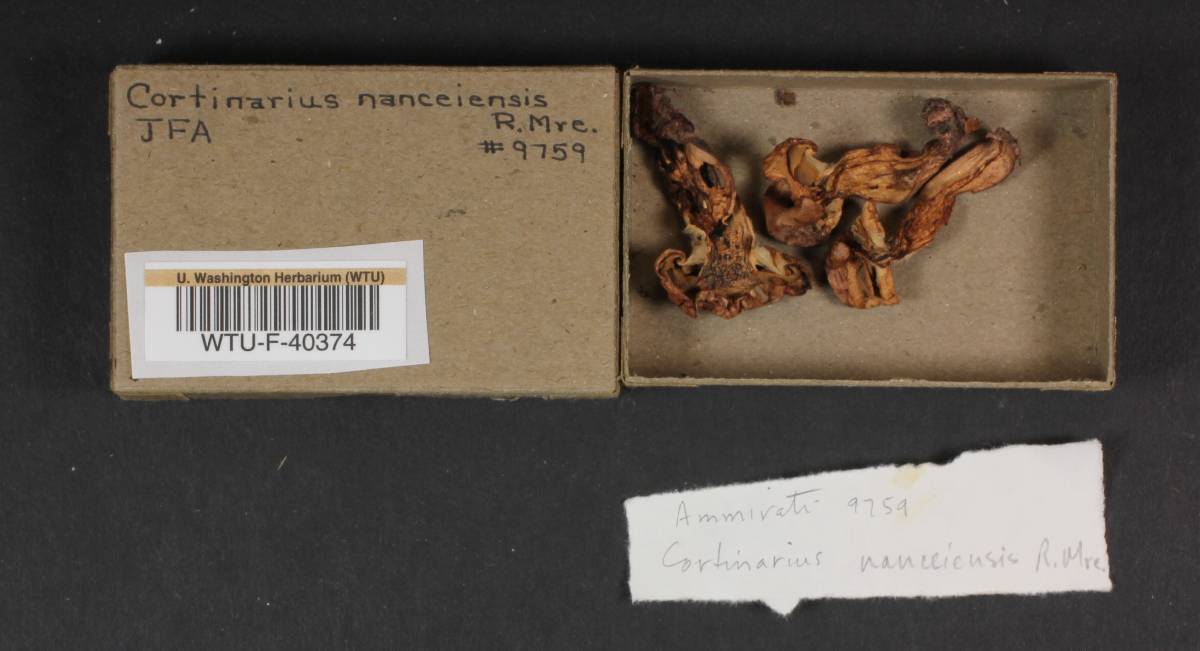 Cortinarius nanceiensis
R. Mre.
JFA
#9759
U. Washington Herbarium (WTU)
WTU-F-40374
Ammirati 9759
Cortinarius nanceiensis R. Mre.